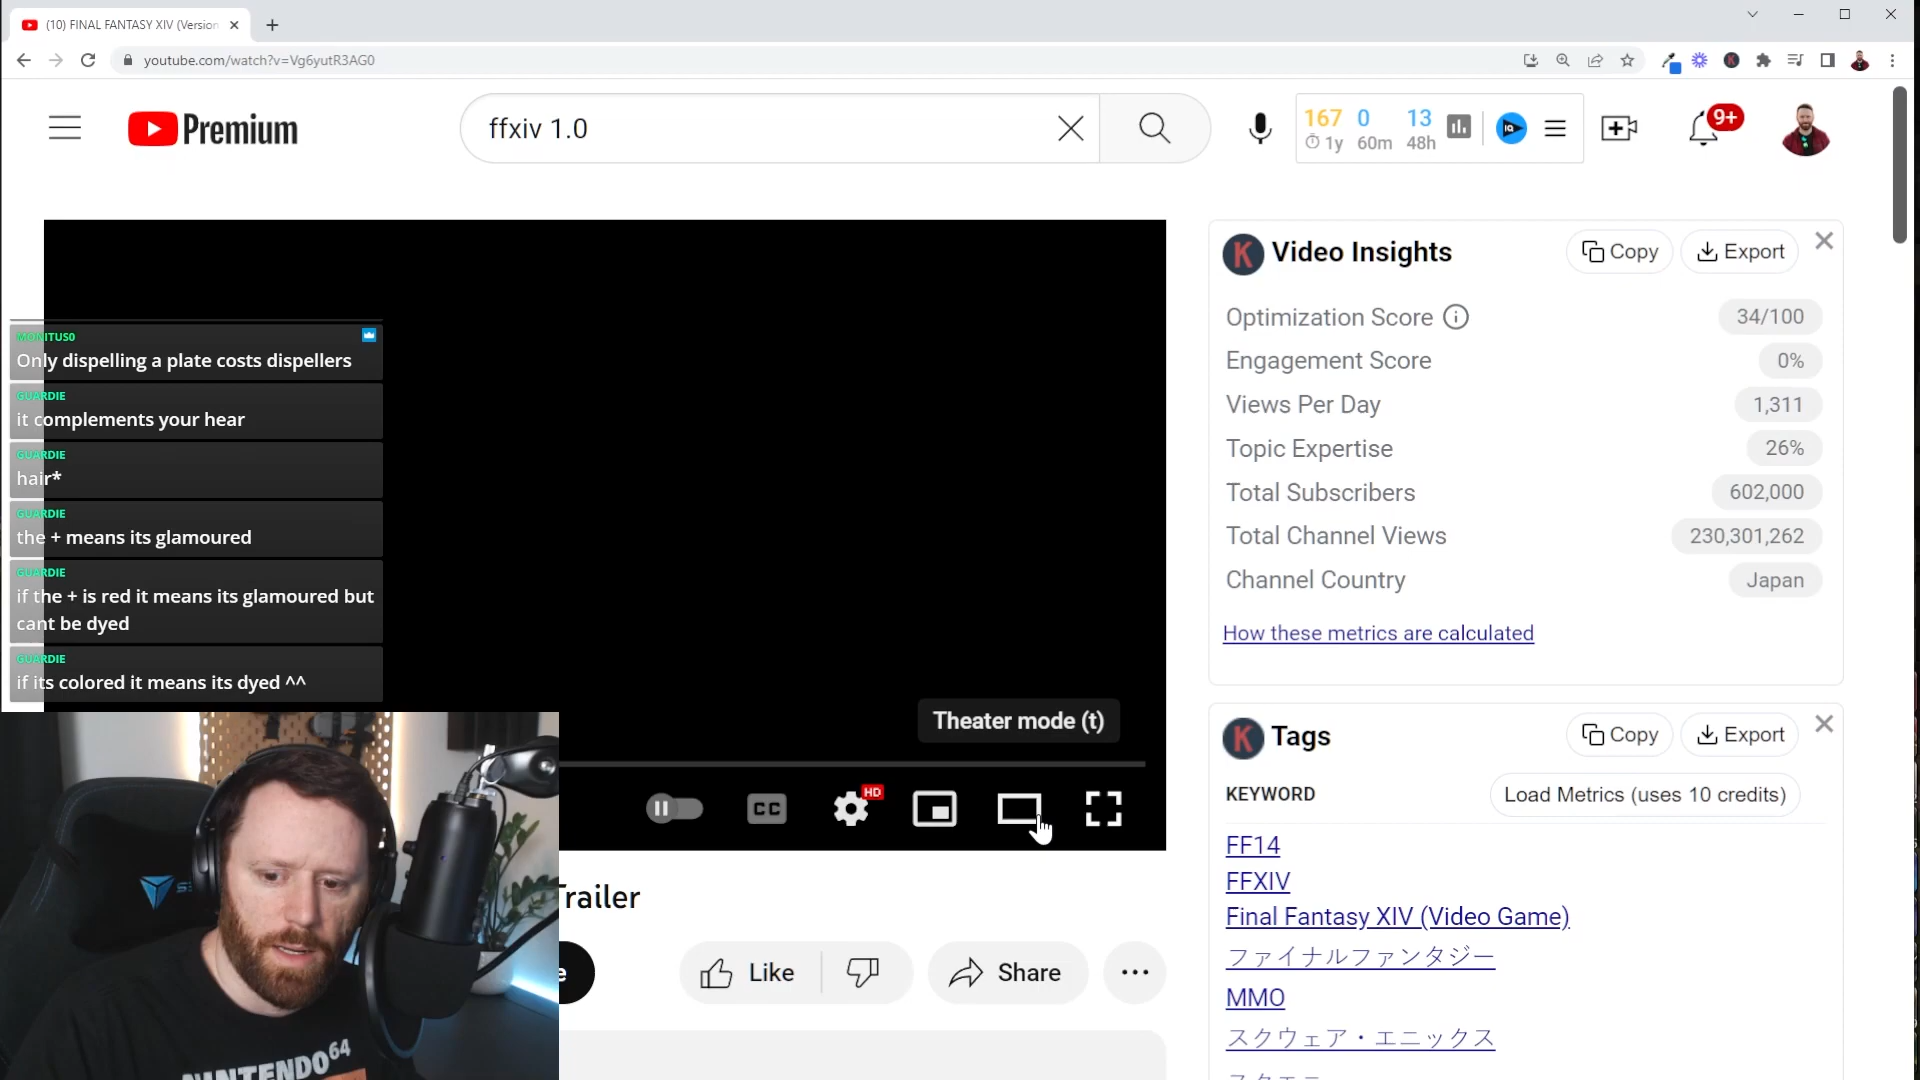 (10) FINAL FANTASY XIV (Version
youtube.com/watch?v=Vg6yutR3AG0
Premium
ffxiv 1.0
167 0 13
1y 60m 48h
IQ
9+
MONITUS0
Only dispelling a plate costs dispellers
GUARDIE
it complements your hear
GUARDIE
hair*
GUARDIE
the + means its glamoured
GUARDIE
if the + is red it means its glamoured but
cant be dyed
GUARDIE
if its colored it means its dyed ^^
Theater mode (t)
CC
HD
Trailer
e
Like
Share
NINTENDO64
K
Video Insights
Copy
Export
Optimization Score
34/100
Engagement Score
0%
Views Per Day
1,311
Topic Expertise
26%
Total Subscribers
602,000
Total Channel Views
230,301,262
Channel Country
Japan
How these metrics are calculated
K
Tags
Copy
Export
KEYWORD
Load Metrics (uses 10 credits)
FF14
FFXIV
Final Fantasy XIV (Video Game)
ファイナルファンタジー
MMO
スクウェア・エニックス